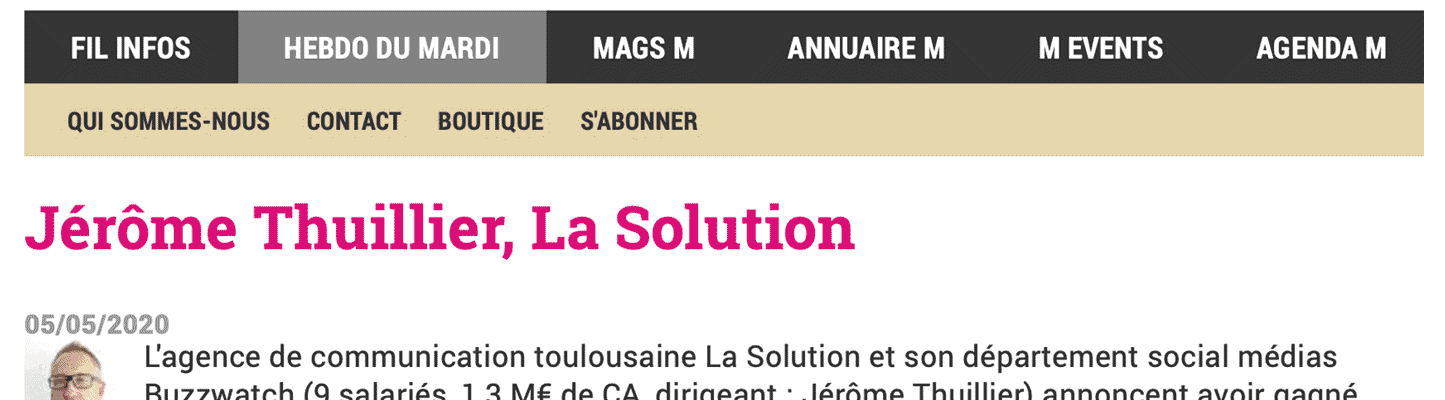 FIL INFOS HEBDO DU MARDI MAGS M ANNUAIRE M M EVENTS AGENDA M
QUI SOMMES-NOUS CONTACT BOUTIQUE S'ABONNER
Jérôme Thuillier, La Solution
05/05/2020
L'agence de communication toulousaine La Solution et son département social médias
Buzzwatch (9 salariés, 1,3 M€ de CA, dirigeant : Jérôme Thuillier) annoncent avoir gagné